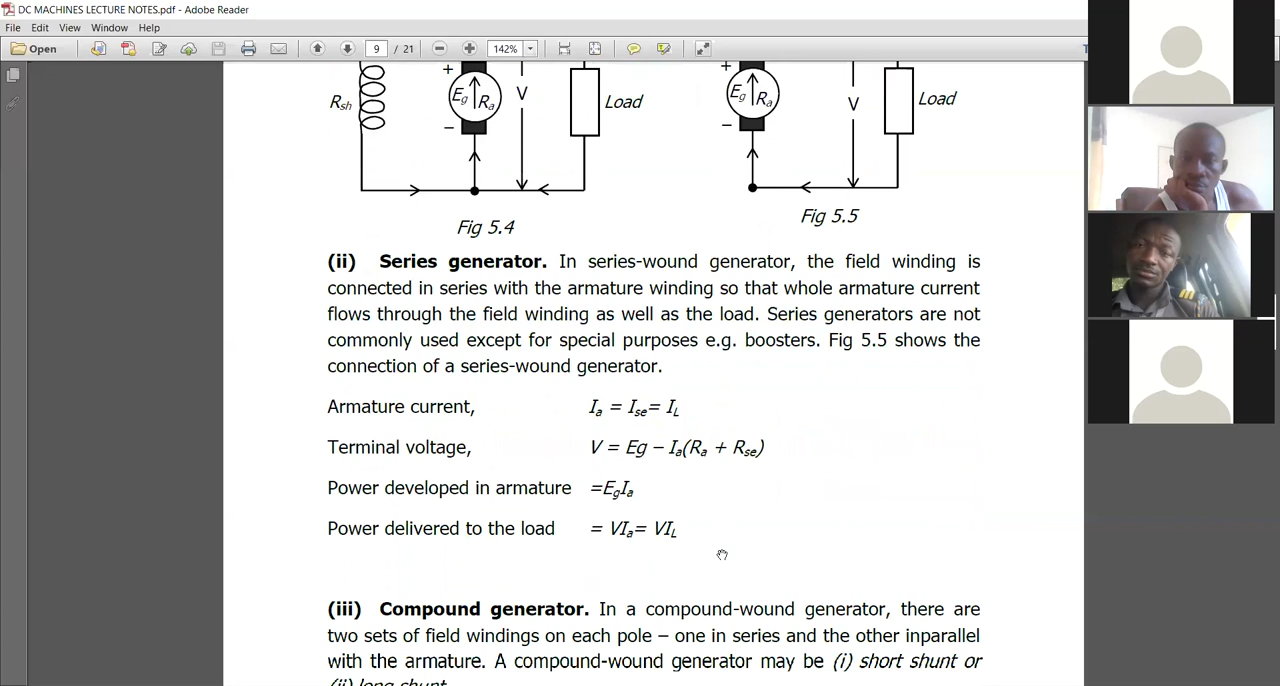 DC MACHINES LECTURE NOTES.pdf - Adobe Reader
File Edit View Window Help
Open 9 / 21 142%
Rsh + Eg Ra − V Load
+ Eg Ra − V Load
Fig 5.4
Fig 5.5
(ii) Series generator. In series-wound generator, the field winding is
connected in series with the armature winding so that whole armature current
flows through the field winding as well as the load. Series generators are not
commonly used except for special purposes e.g. boosters. Fig 5.5 shows the
connection of a series-wound generator.
Armature current, Ia = Ise= IL
Terminal voltage, V = Eg − Ia(Ra + Rse)
Power developed in armature =EgIa
Power delivered to the load = VIa= VIL
(iii) Compound generator. In a compound-wound generator, there are
two sets of field windings on each pole – one in series and the other inparallel
with the armature. A compound-wound generator may be (i) short shunt or
(ii) long shunt